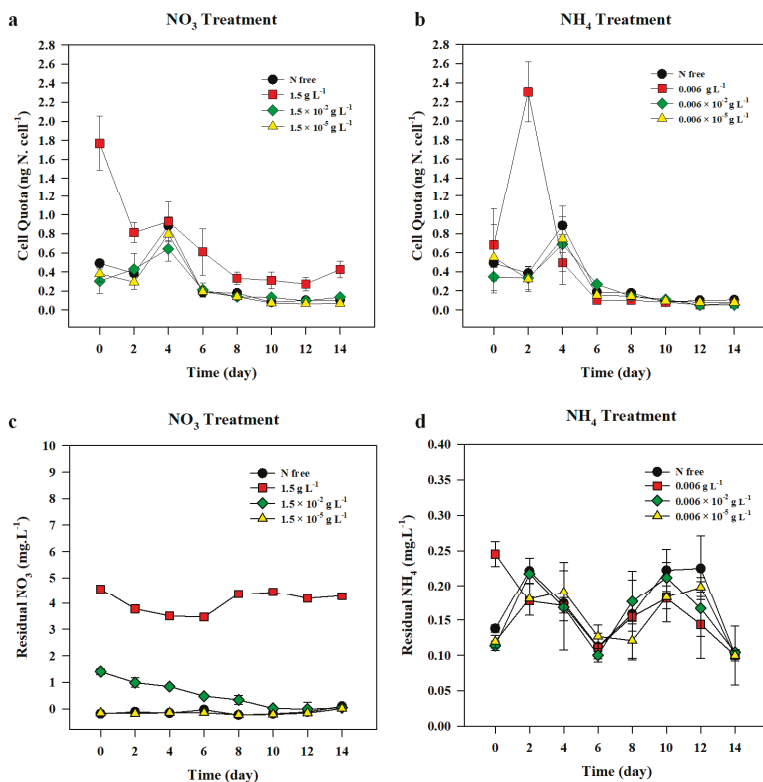 a
NO₃ Treatment
Cell Quota (ng N. cell⁻¹)
2.8
2.6
2.4
2.2
2.0
1.8
1.6
1.4
1.2
1.0
0.8
0.6
0.4
0.2
0.0
N free
1.5 g L⁻¹
1.5 × 10⁻² g L⁻¹
1.5 × 10⁻⁵ g L⁻¹
0 2 4 6 8 10 12 14
Time (day)
b
NH₄ Treatment
Cell Quota (ng N. cell⁻¹)
2.8
2.6
2.4
2.2
2.0
1.8
1.6
1.4
1.2
1.0
0.8
0.6
0.4
0.2
0.0
N free
0.006 g L⁻¹
0.006 × 10⁻² g L⁻¹
0.006 × 10⁻⁵ g L⁻¹
0 2 4 6 8 10 12 14
Time (day)
c
NO₃ Treatment
Residual NO₃ (mg.L⁻¹)
10
9
8
7
6
5
4
3
2
1
0
N free
1.5 g L⁻¹
1.5 × 10⁻² g L⁻¹
1.5 × 10⁻⁵ g L⁻¹
0 2 4 6 8 10 12 14
Time (day)
d
NH₄ Treatment
Residual NH₄ (mg.L⁻¹)
0.40
0.35
0.30
0.25
0.20
0.15
0.10
0.05
0.00
N free
0.006 g L⁻¹
0.006 × 10⁻² g L⁻¹
0.006 × 10⁻⁵ g L⁻¹
0 2 4 6 8 10 12 14
Time (day)